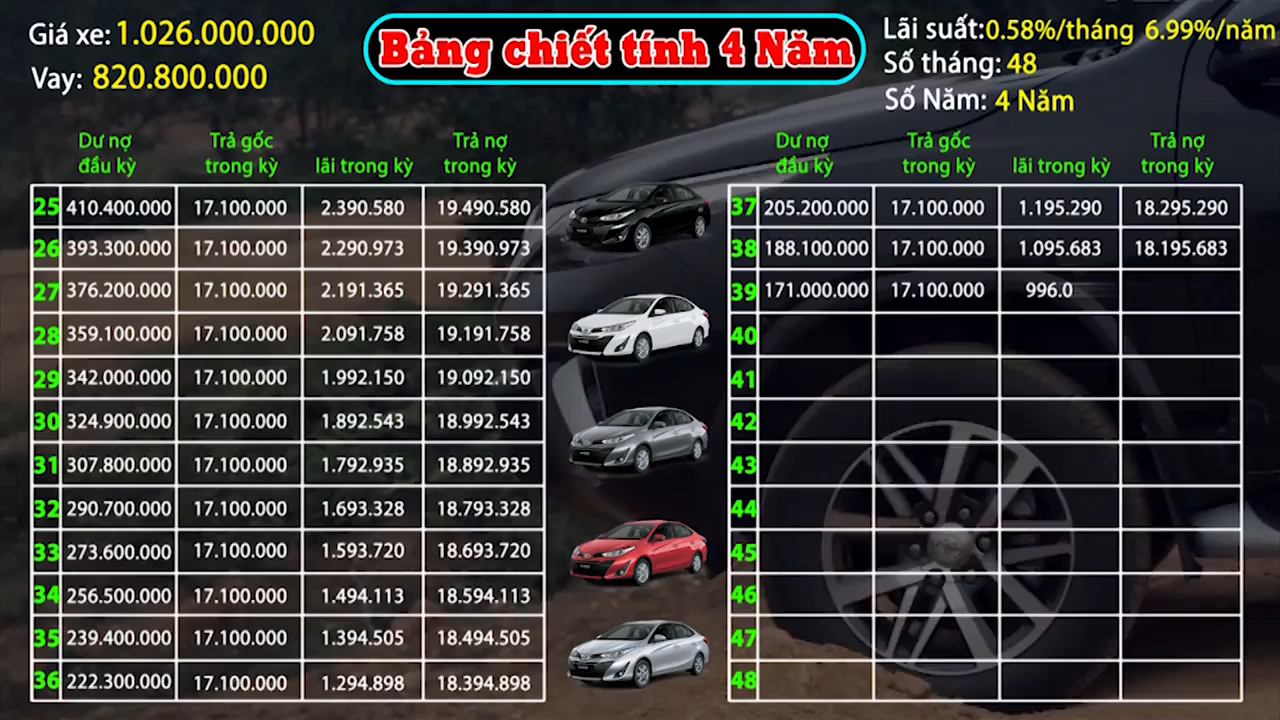 Giá xe: 1.026.000.000
Vay: 820.800.000
Bảng chiết tính 4 Năm
Lãi suất:0.58%/tháng 6.99%/năm
Số tháng: 48
Số Năm: 4 Năm
Dư nợ đầu kỳ Trả gốc trong kỳ lãi trong kỳ Trả nợ trong kỳ
25 410.400.000 17.100.000 2.390.580 19.490.580
26 393.300.000 17.100.000 2.290.973 19.390.973
27 376.200.000 17.100.000 2.191.365 19.291.365
28 359.100.000 17.100.000 2.091.758 19.191.758
29 342.000.000 17.100.000 1.992.150 19.092.150
30 324.900.000 17.100.000 1.892.543 18.992.543
31 307.800.000 17.100.000 1.792.935 18.892.935
32 290.700.000 17.100.000 1.693.328 18.793.328
33 273.600.000 17.100.000 1.593.720 18.693.720
34 256.500.000 17.100.000 1.494.113 18.594.113
35 239.400.000 17.100.000 1.394.505 18.494.505
36 222.300.000 17.100.000 1.294.898 18.394.898
Dư nợ đầu kỳ Trả gốc trong kỳ lãi trong kỳ Trả nợ trong kỳ
37 205.200.000 17.100.000 1.195.290 18.295.290
38 188.100.000 17.100.000 1.095.683 18.195.683
39 171.000.000 17.100.000 996.0
40
41
42
43
44
45
46
47
48